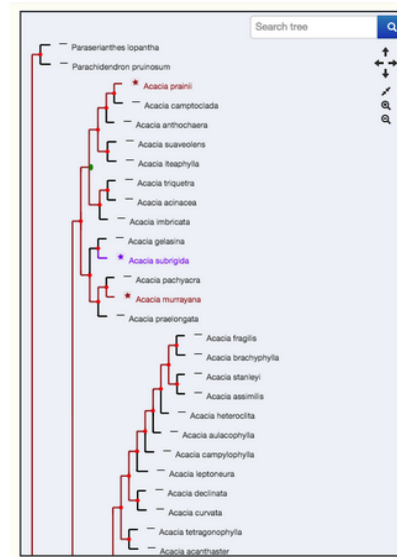 Search tree
Paraserianthes lopantha
Parachidendron pruinosum
Acacia prainii
Acacia camptoclada
Acacia anthochaera
Acacia suaveolens
Acacia iteaphylla
Acacia triquetra
Acacia acinacea
Acacia imbricata
Acacia gelasina
Acacia subrigida
Acacia pachyacra
Acacia murrayana
Acacia praelongata
Acacia fragilis
Acacia brachyphylla
Acacia stanleyi
Acacia assimilis
Acacia heteroclita
Acacia aulacophylla
Acacia campylophylla
Acacia leptoneura
Acacia declinata
Acacia curvata
Acacia tetragonophylla
Acacia acanthaster